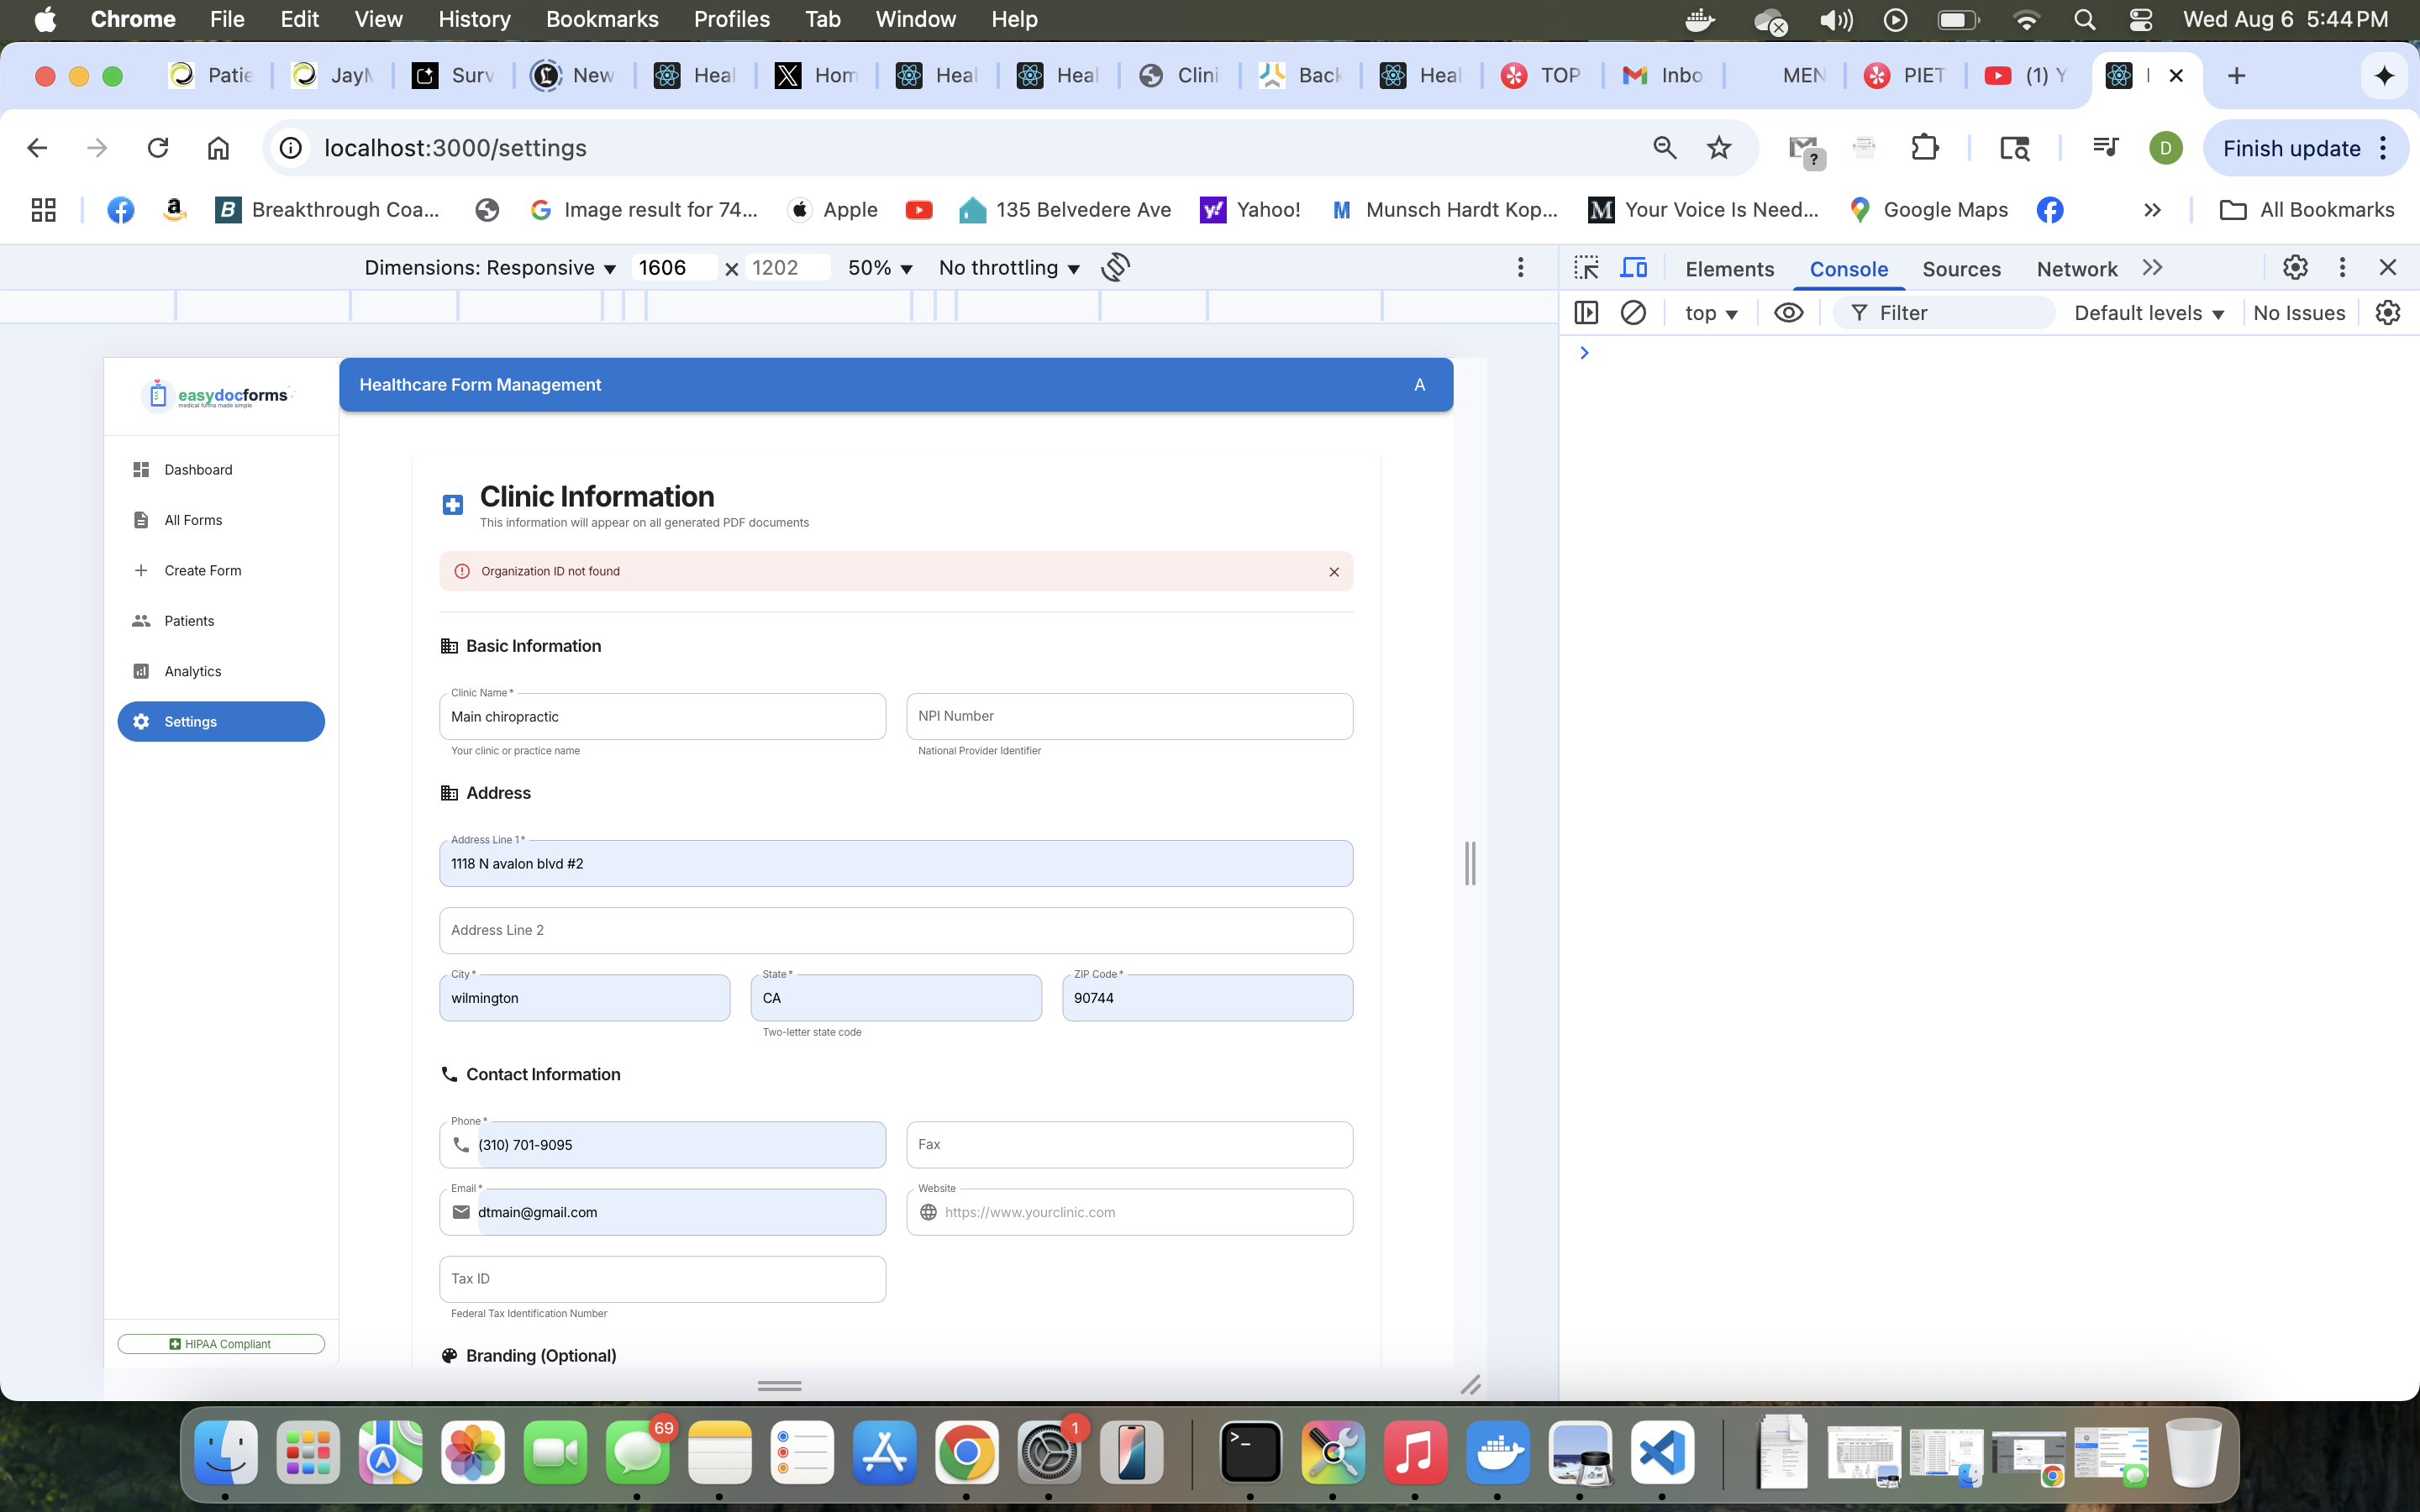 Chrome File Edit View History Bookmarks Profiles Tab Window Help Wed Aug 6 5:44 PM
Patie JayM Surv New Heal Hom Heal Heal Clini Back Heal TOP Inbo MEN PIET (1) Y
localhost:3000/settings ? D Finish update
Breakthrough Coa... Image result for 74... Apple 135 Belvedere Ave Yahoo! Munsch Hardt Kop... Your Voice Is Need... Google Maps All Bookmarks
Dimensions: Responsive 1606 × 1202 50% No throttling
Elements Console Sources Network
top Filter Default levels No Issues
easydocforms
medical forms made simple
Healthcare Form Management A
Dashboard
All Forms
Create Form
Patients
Analytics
Settings
HIPAA Compliant
Clinic Information
This information will appear on all generated PDF documents
Organization ID not found
Basic Information
Clinic Name *
Main chiropractic
Your clinic or practice name
NPI Number
National Provider Identifier
Address
Address Line 1 *
1118 N avalon blvd #2
Address Line 2
City *
wilmington
State *
CA
Two-letter state code
ZIP Code *
90744
Contact Information
Phone *
(310) 701-9095
Fax
Email *
dtmain@gmail.com
Website
https://www.yourclinic.com
Tax ID
Federal Tax Identification Number
Branding (Optional)
69
1